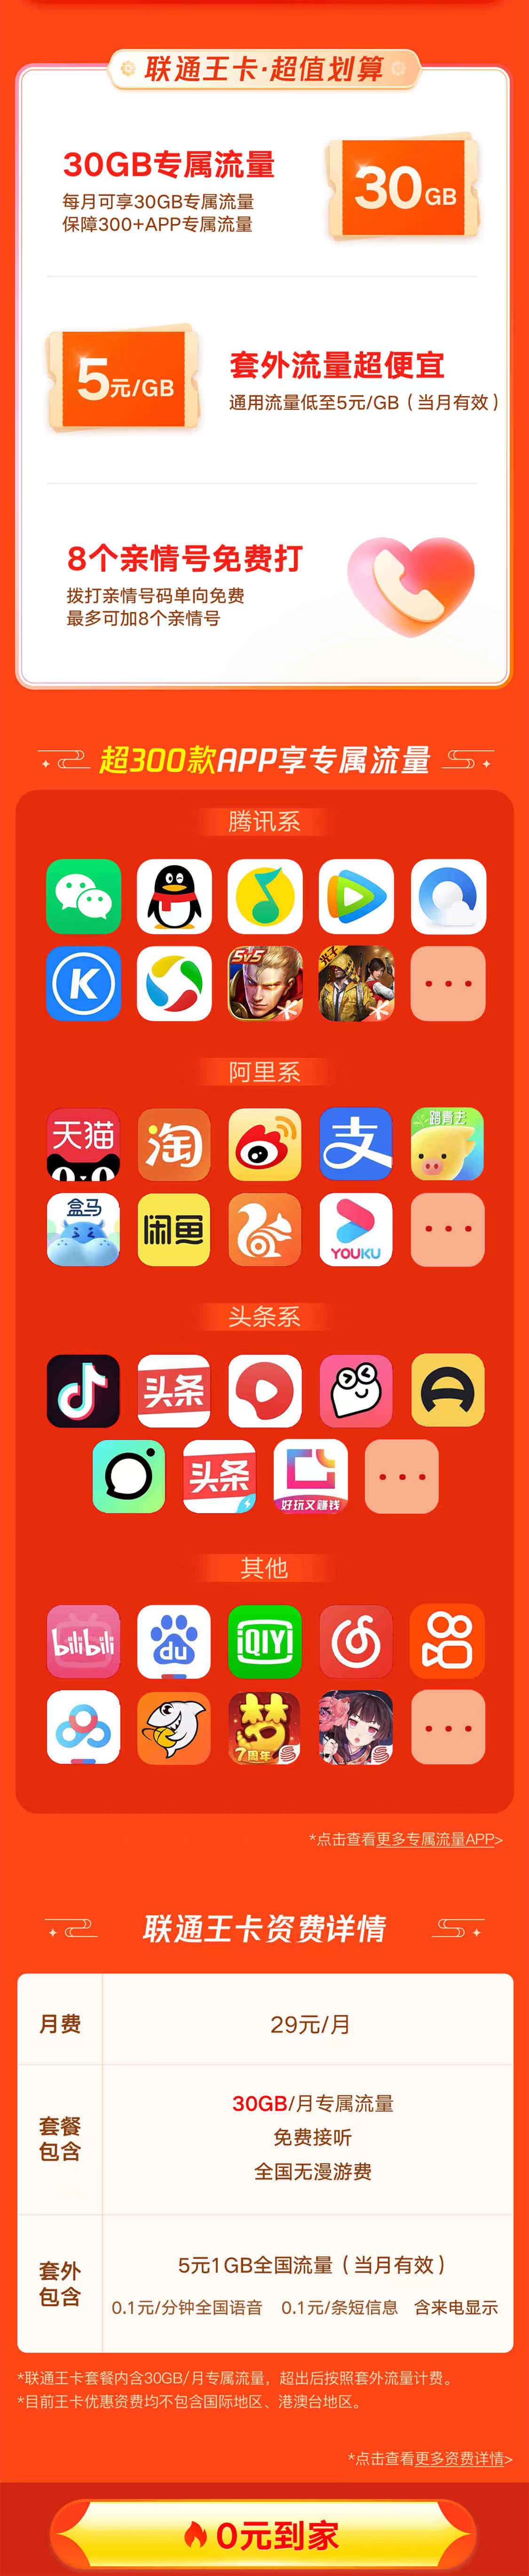 联通王卡·超值划算
30GB专属流量
每月可享30GB专属流量
保障300+APP专属流量
30GB
5元/GB
套外流量超便宜
通用流量低至5元/GB（当月有效）
8个亲情号免费打
拨打亲情号码单向免费
最多可加8个亲情号
超300款APP享专属流量
腾讯系
K
5v5
阿里系
天猫
淘
支
踏青去
盒马
闲鱼
YOUKU
头条系
头条
头条
好玩又赚钱
其他
bilibili
du
iQIYI
7周年
*点击查看更多专属流量APP>
联通王卡资费详情
月费
29元/月
套餐包含
30GB/月专属流量
免费接听
全国无漫游费
套外包含
5元1GB全国流量（当月有效）
0.1元/分钟全国语音 0.1元/条短信息 含来电显示
*联通王卡套餐内含30GB/月专属流量，超出后按照套外流量计费。
*目前王卡优惠资费均不包含国际地区、港澳台地区。
*点击查看更多资费详情>
0元到家